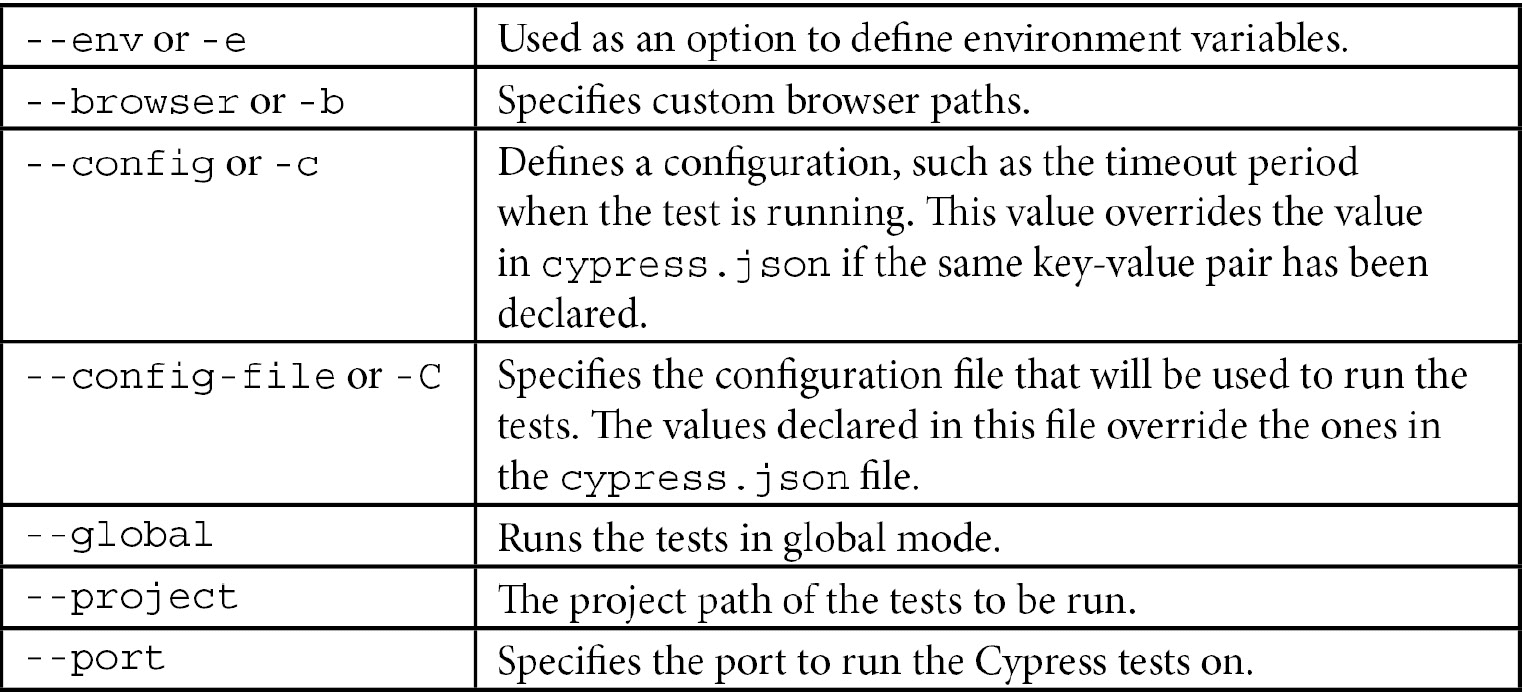 --env or -e
Used as an option to define environment variables.
--browser or -b
Specifies custom browser paths.
--config or -c
Defines a configuration, such as the timeout period
when the test is running. This value overrides the value
in cypress.json if the same key-value pair has been
declared.
--config-file or -C
Specifies the configuration file that will be used to run the
tests. The values declared in this file override the ones in
the cypress.json file.
--global
Runs the tests in global mode.
--project
The project path of the tests to be run.
--port
Specifies the port to run the Cypress tests on.